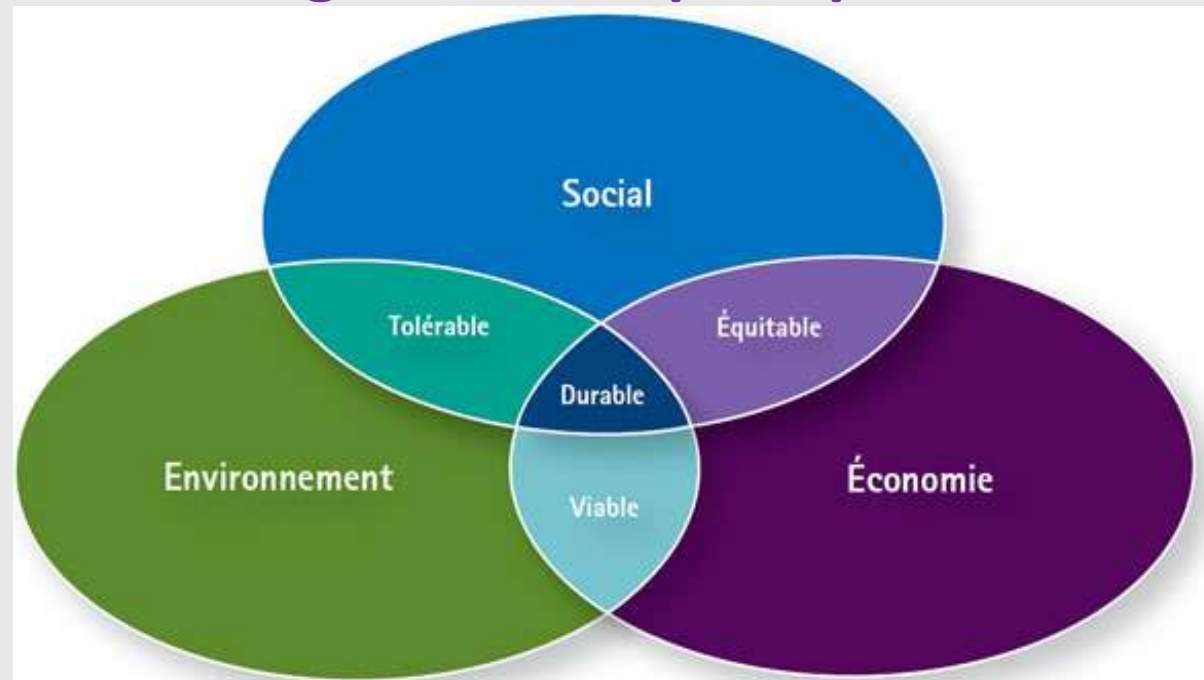 Social
Tolérable
Équitable
Durable
Environnement
Économie
Viable